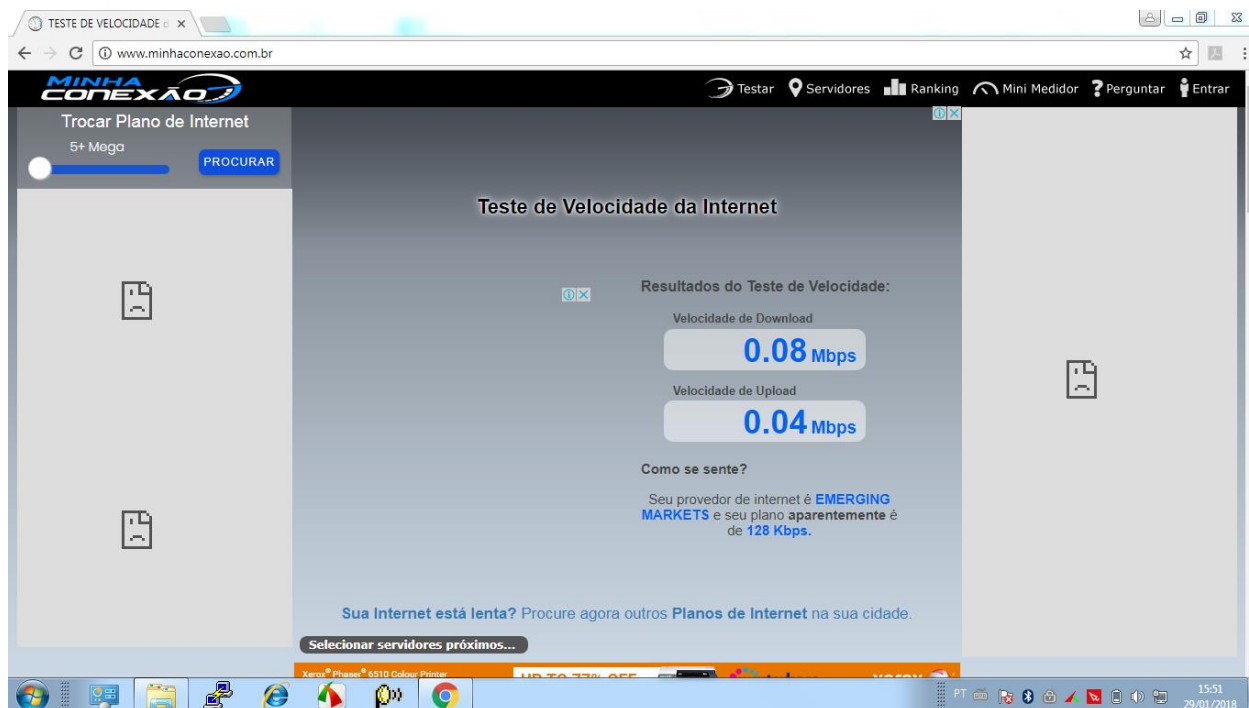 TESTE DE VELOCIDADE d
www.minhaconexao.com.br
MINHA CONEXÃO
Testar Servidores Ranking Mini Medidor Perguntar Entrar
Trocar Plano de Internet
5+ Mega
PROCURAR
Teste de Velocidade da Internet
Resultados do Teste de Velocidade:
Velocidade de Download
0.08 Mbps
Velocidade de Upload
0.04 Mbps
Como se sente?
Seu provedor de internet é EMERGING
MARKETS e seu plano aparentemente é
de 128 Kbps.
Sua Internet está lenta? Procure agora outros Planos de Internet na sua cidade.
Selecionar servidores próximos...
Xerox® Phaser® 6510 Colour Printer
UP TO 77% OFF
PT
15:51
29/01/2018